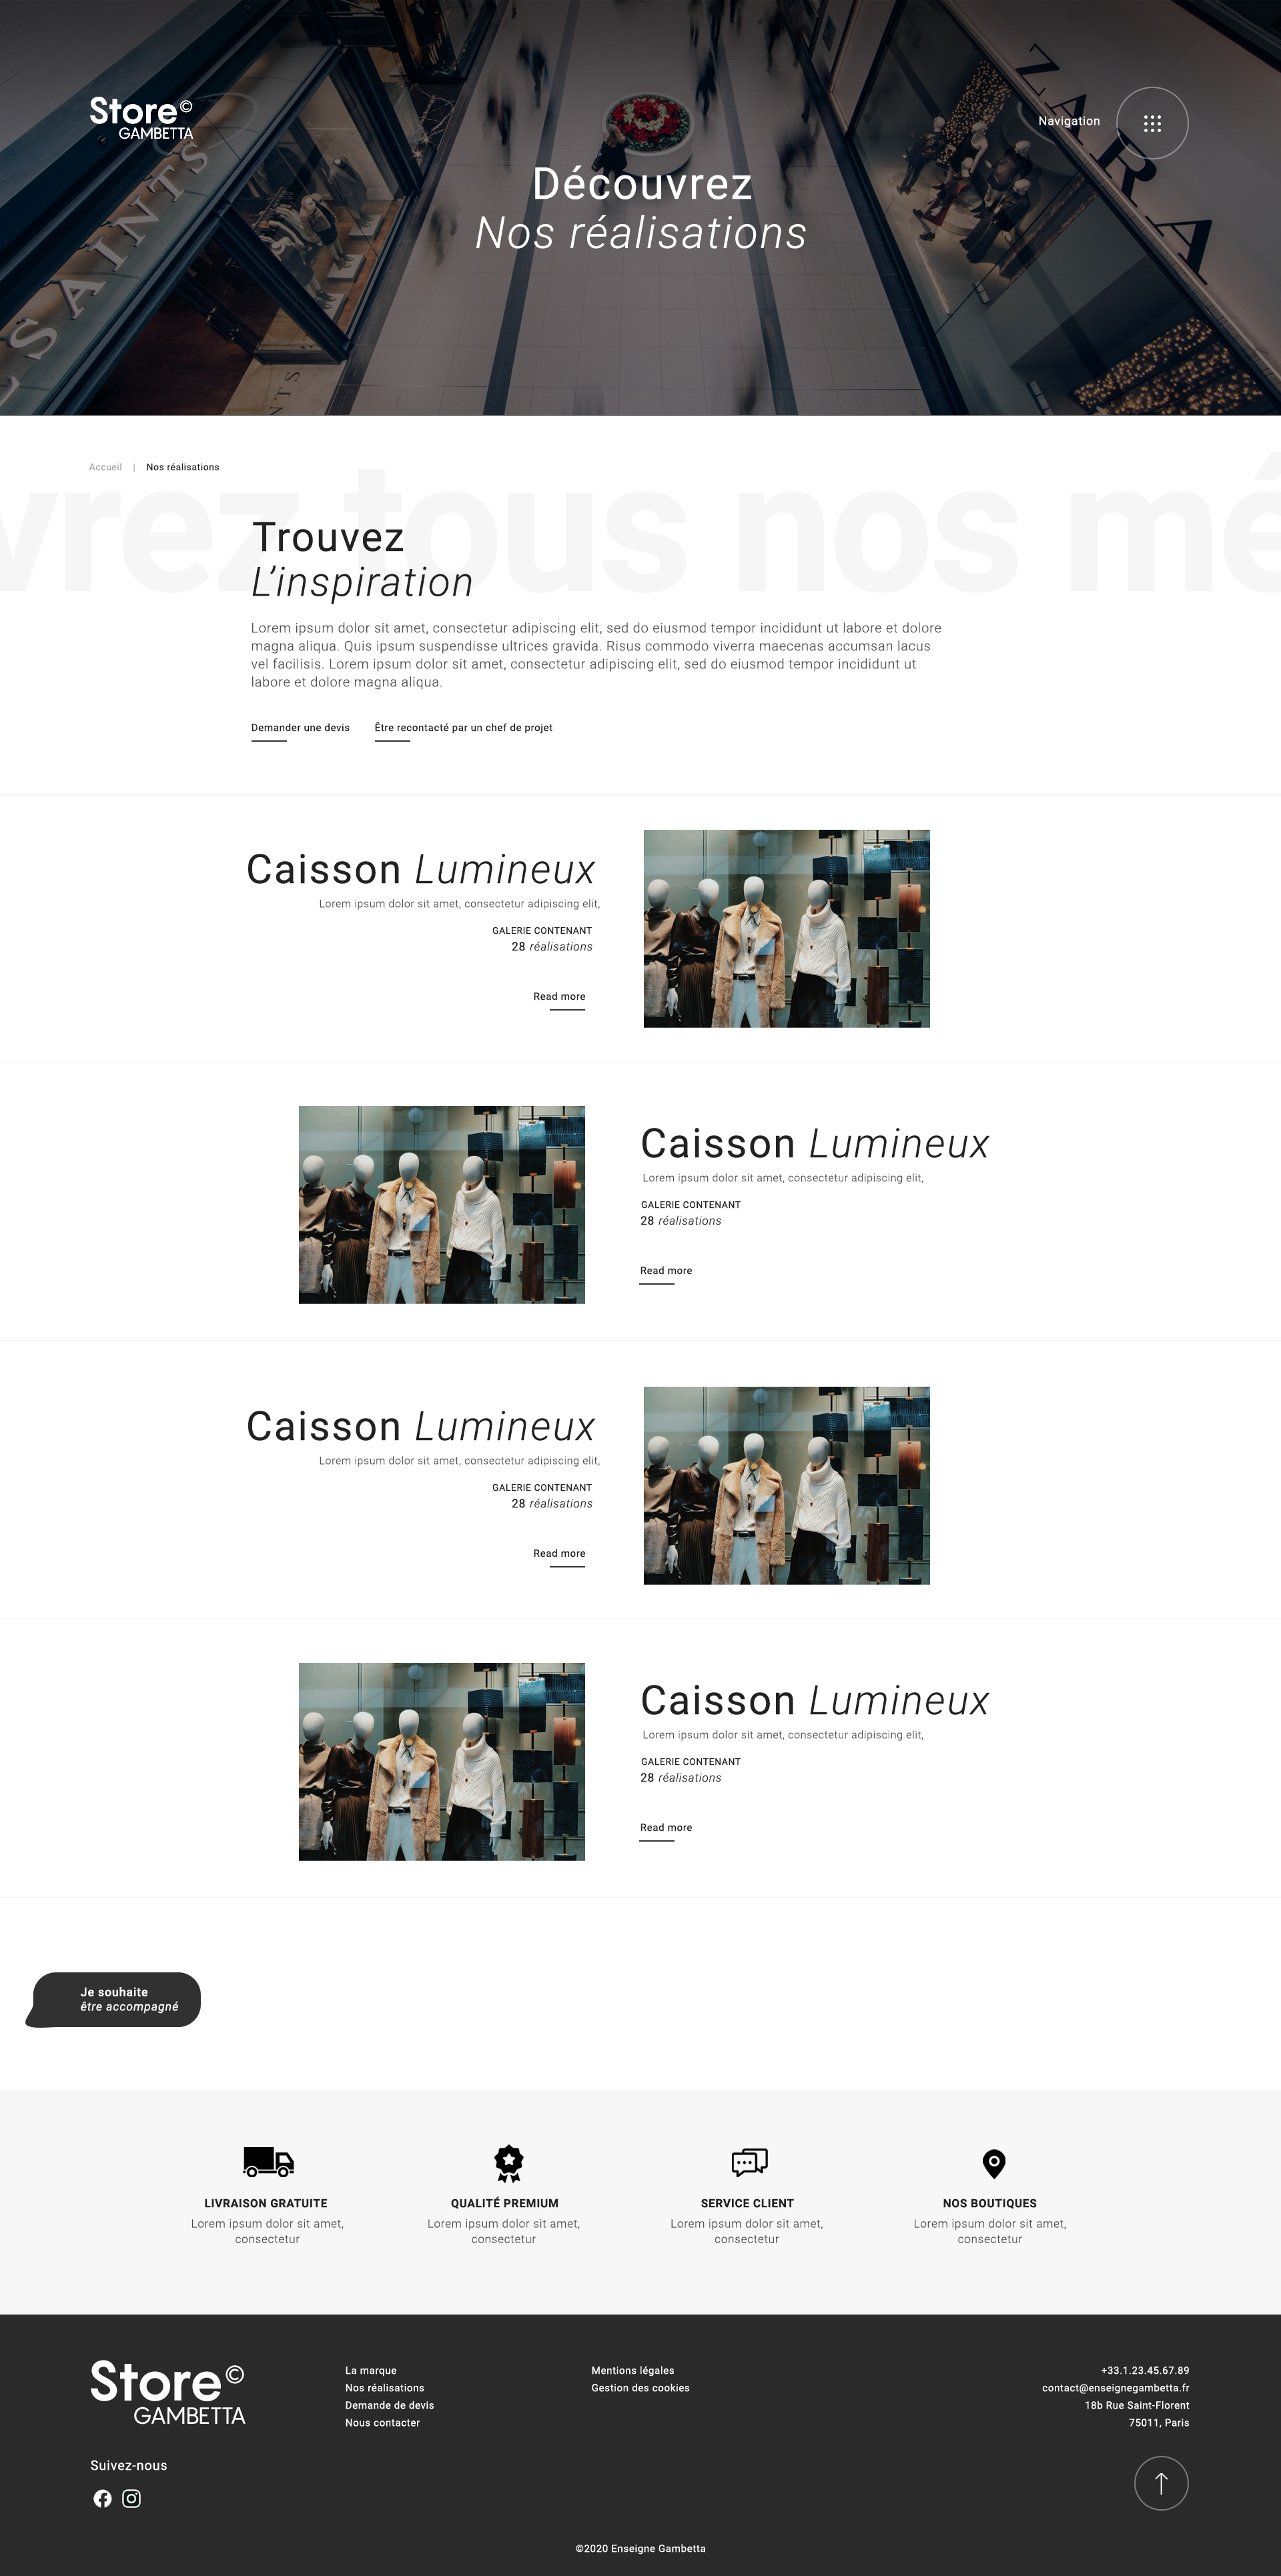 Store©
GAMBETTA
Navigation
SAINTS
ZARA
NTS
Découvrez
Nos réalisations
Accueil | Nos réalisations
vrez tous nos mé
Trouvez
L’inspiration
Lorem ipsum dolor sit amet, consectetur adipiscing elit, sed do eiusmod tempor incididunt ut labore et dolore
magna aliqua. Quis ipsum suspendisse ultrices gravida. Risus commodo viverra maecenas accumsan lacus
vel facilisis. Lorem ipsum dolor sit amet, consectetur adipiscing elit, sed do eiusmod tempor incididunt ut
labore et dolore magna aliqua.
Demander une devis Être recontacté par un chef de projet
Caisson Lumineux
Lorem ipsum dolor sit amet, consectetur adipiscing elit,
GALERIE CONTENANT
28 réalisations
Read more
Caisson Lumineux
Lorem ipsum dolor sit amet, consectetur adipiscing elit,
GALERIE CONTENANT
28 réalisations
Read more
Caisson Lumineux
Lorem ipsum dolor sit amet, consectetur adipiscing elit,
GALERIE CONTENANT
28 réalisations
Read more
Caisson Lumineux
Lorem ipsum dolor sit amet, consectetur adipiscing elit,
GALERIE CONTENANT
28 réalisations
Read more
Je souhaite
être accompagné
LIVRAISON GRATUITE
Lorem ipsum dolor sit amet,
consectetur
QUALITÉ PREMIUM
Lorem ipsum dolor sit amet,
consectetur
SERVICE CLIENT
Lorem ipsum dolor sit amet,
consectetur
NOS BOUTIQUES
Lorem ipsum dolor sit amet,
consectetur
Store©
GAMBETTA
Suivez-nous
La marque
Nos réalisations
Demande de devis
Nous contacter
Mentions légales
Gestion des cookies
+33.1.23.45.67.89
contact@enseignegambetta.fr
18b Rue Saint-Florent
75011, Paris
©2020 Enseigne Gambetta